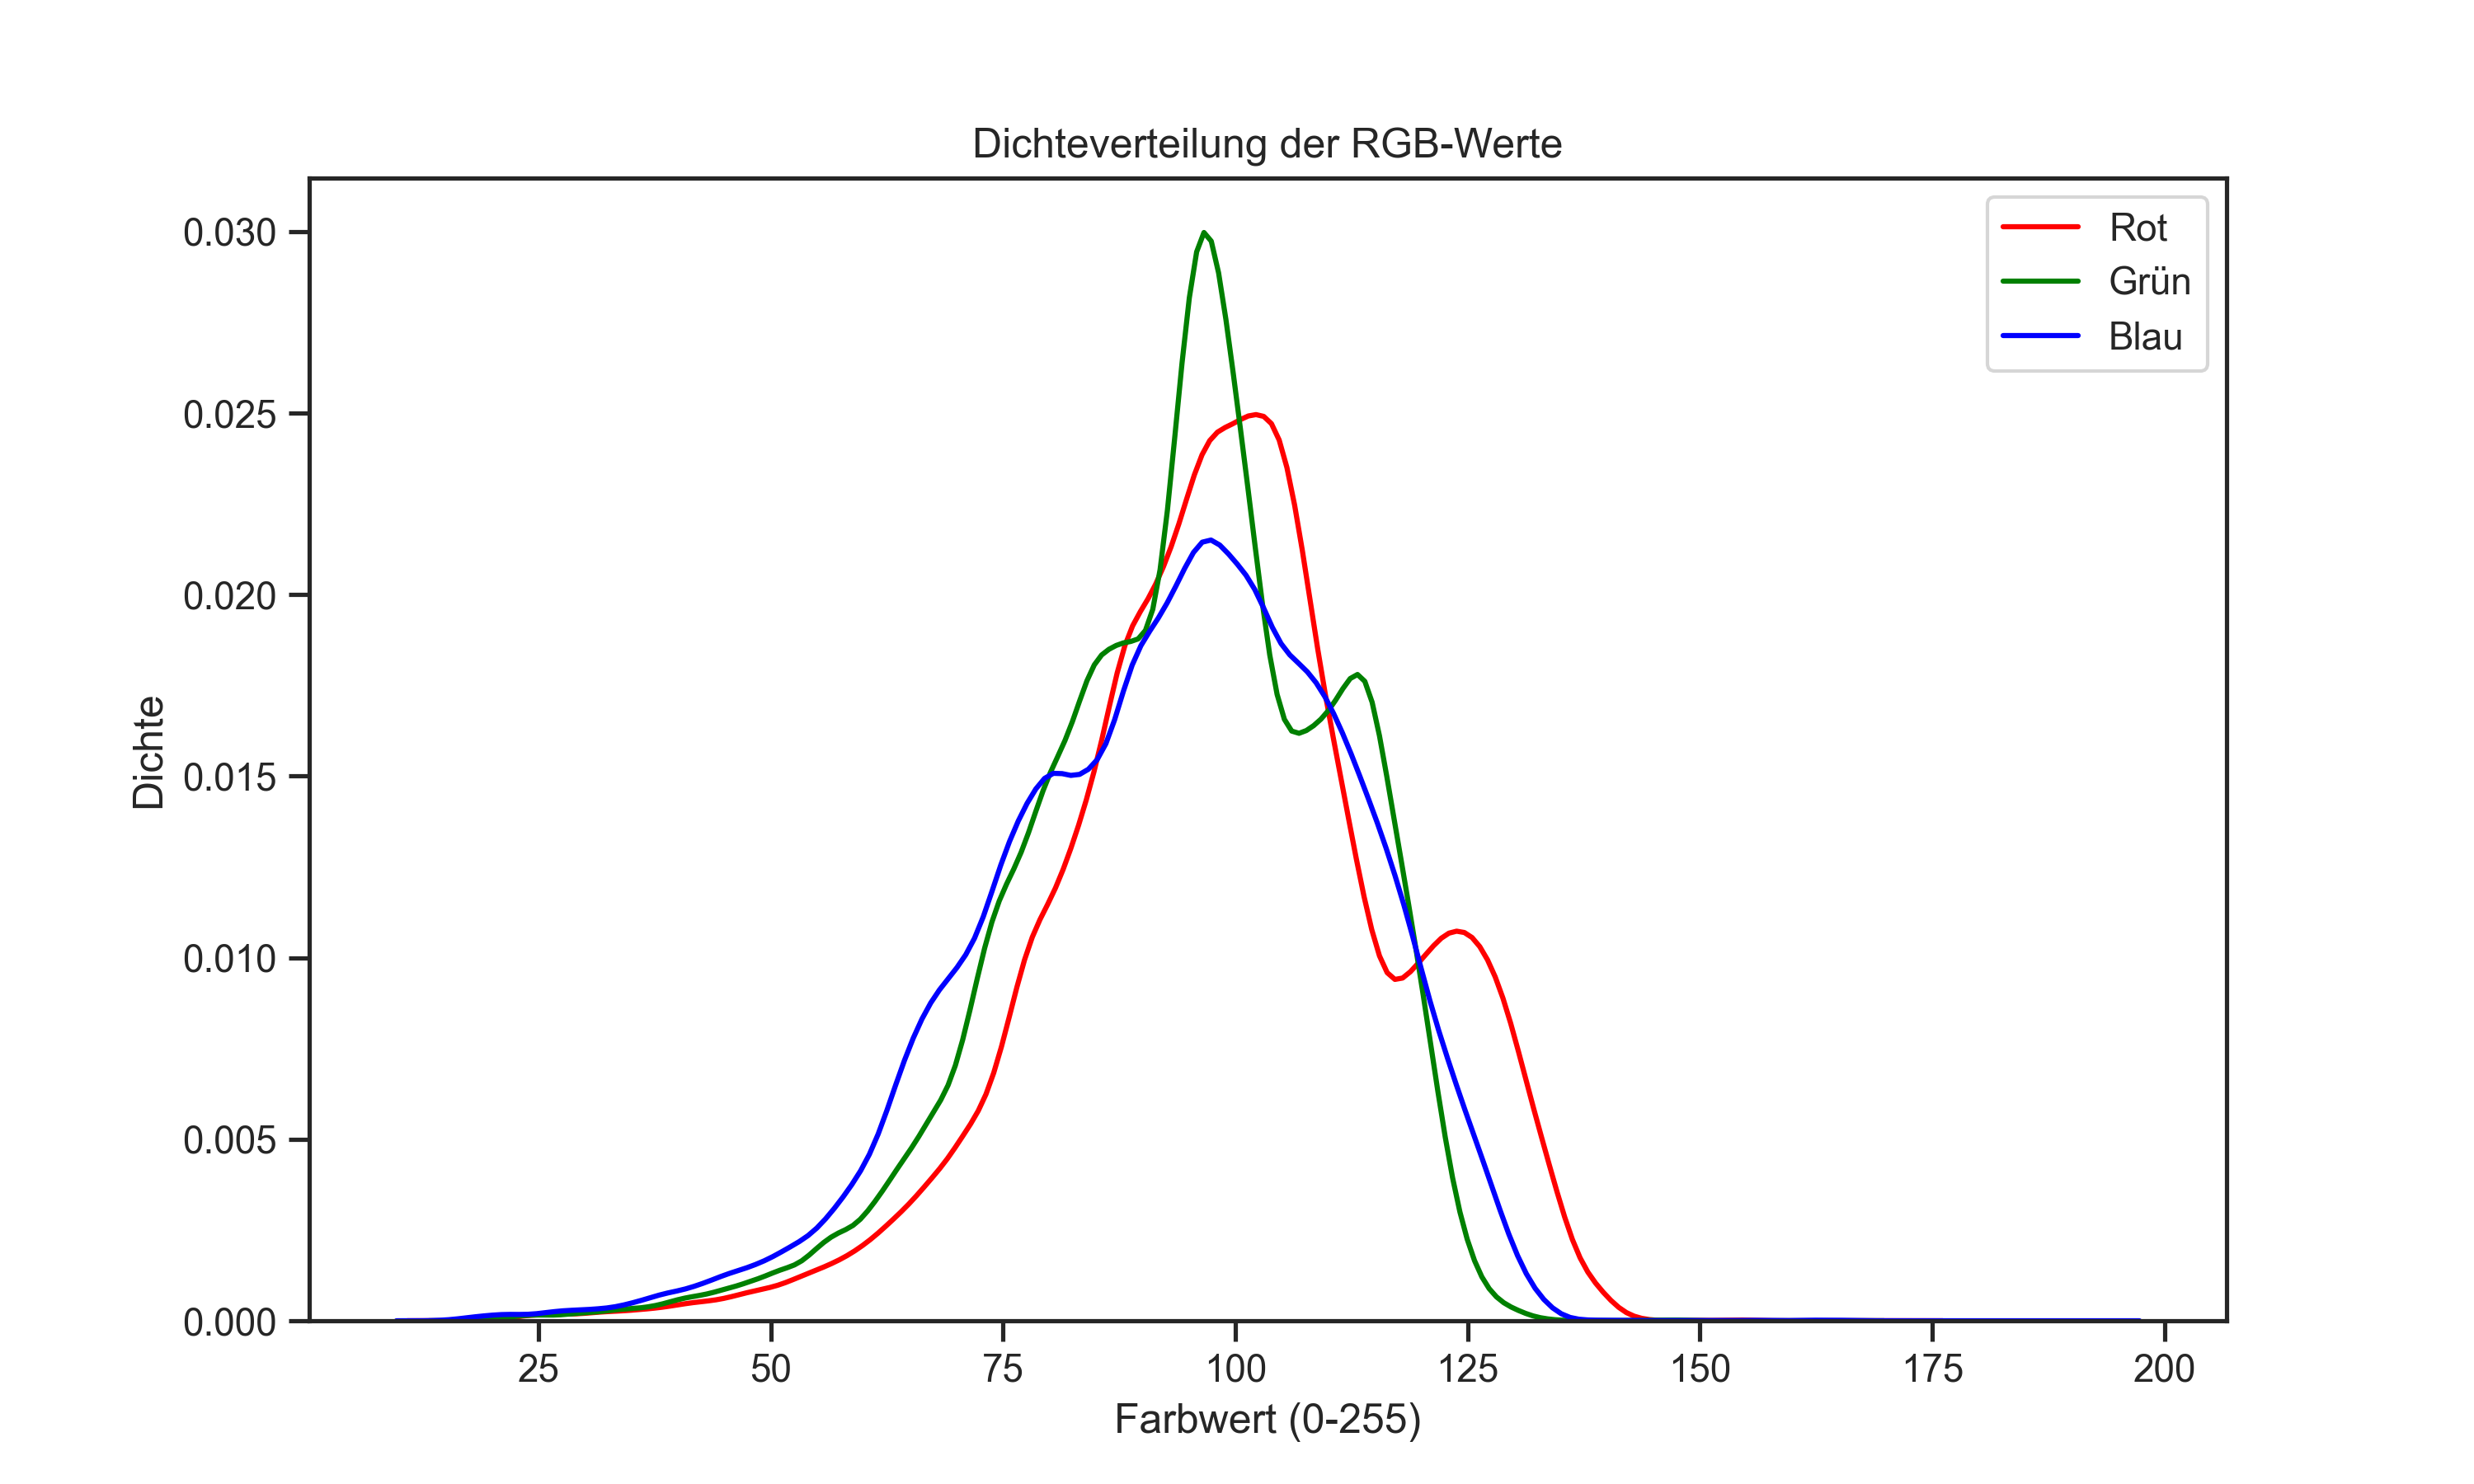 Dichteverteilung der RGB-Werte
Rot
Grün
Blau
0.030
0.025
0.020
0.015
0.010
0.005
0.000
Dichte
25 50 75 100 125 150 175 200
Farbwert (0-255)